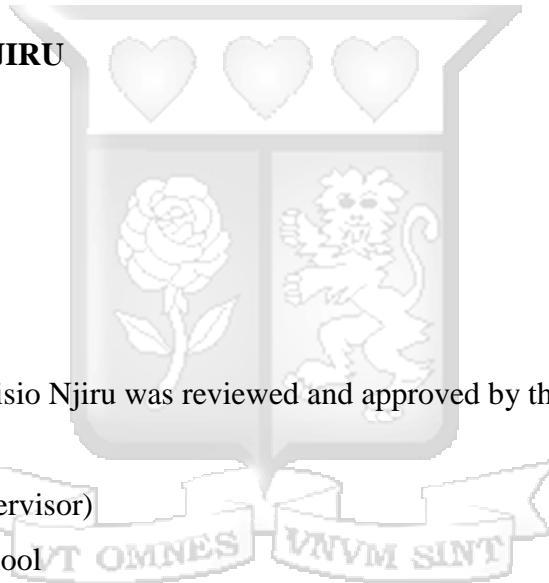 NJIRU
isio Njiru was reviewed and approved by th
ervisor)
ool
VT OMNES VNVM SINT